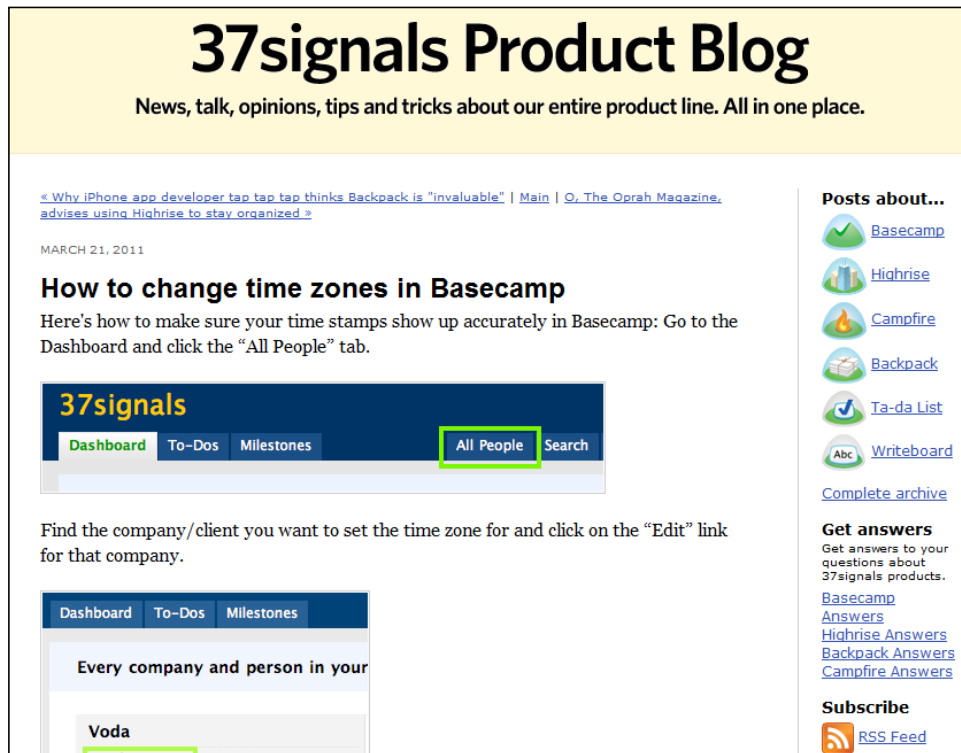 37signals Product Blog
News, talk, opinions, tips and tricks about our entire product line. All in one place.
« Why iPhone app developer tap tap tap thinks Backpack is "invaluable" | Main | O, The Oprah Magazine,
advises using Highrise to stay organized »
MARCH 21, 2011
How to change time zones in Basecamp
Here's how to make sure your time stamps show up accurately in Basecamp: Go to the
Dashboard and click the “All People” tab.
37signals
Dashboard To-Dos Milestones All People Search
Find the company/client you want to set the time zone for and click on the “Edit” link
for that company.
Dashboard To-Dos Milestones
Every company and person in your
Voda
Posts about...
Basecamp
Highrise
Campfire
Backpack
Ta-da List
Abc Writeboard
Complete archive
Get answers
Get answers to your
questions about
37signals products.
Basecamp
Answers
Highrise Answers
Backpack Answers
Campfire Answers
Subscribe
RSS Feed